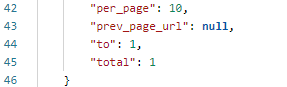 42 "per_page": 10,
43 "prev_page_url": null,
44 "to": 1,
45 "total": 1
46 }